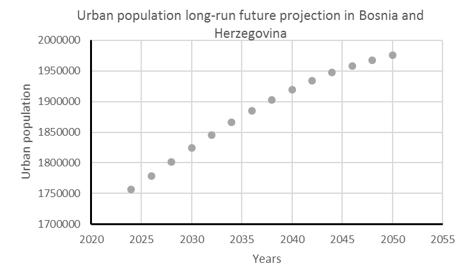 Urban population long-run future projection in Bosnia and
Herzegovina
Urban population
2000000
1950000
1900000
1850000
1800000
1750000
1700000
2020 2025 2030 2035 2040 2045 2050 2055
Years